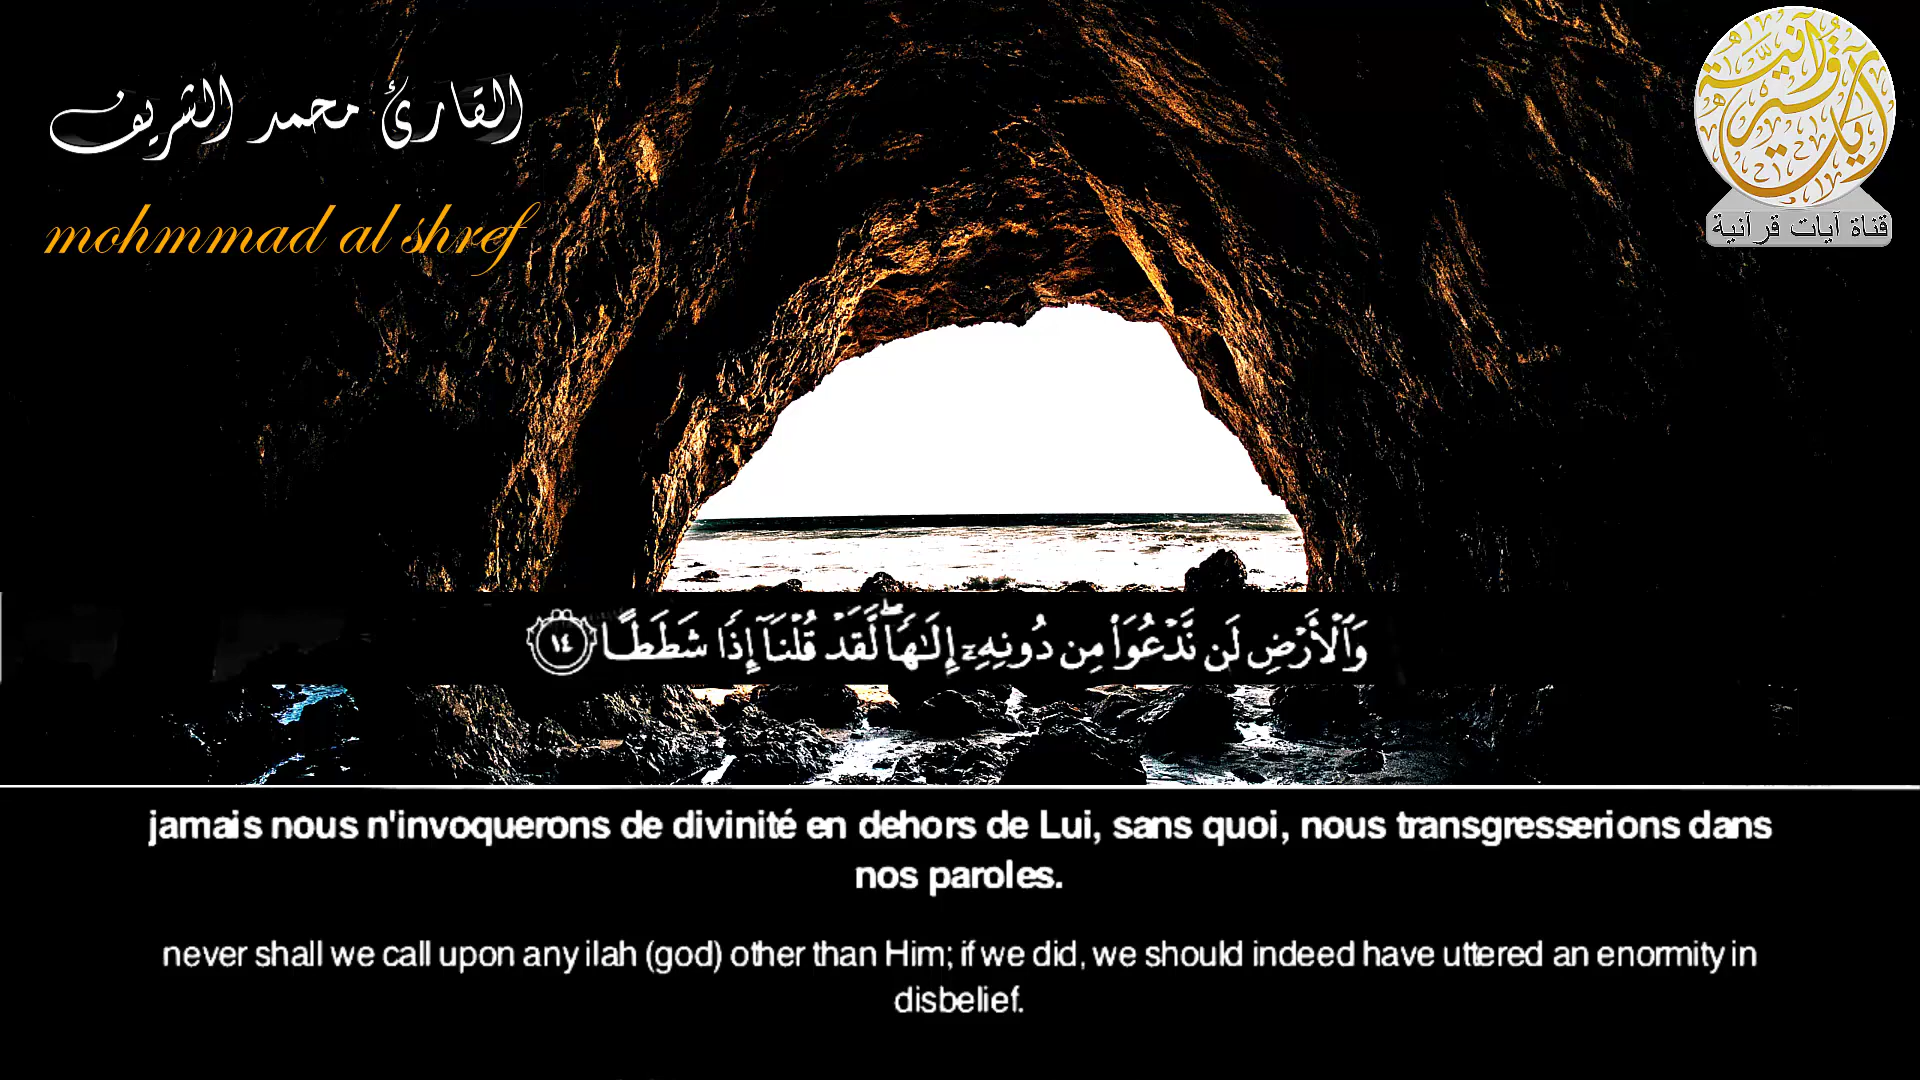 القارئ محمد الشريف
mohmmad al shref
آيات قرآنية
قناة آيات قرآنية
وَٱلۡأَرۡضِ لَن نَّدۡعُوَاْ مِن دُونِهِۦٓ إِلَٰهٗاۖ لَّقَدۡ قُلۡنَآ إِذٗا شَطَطًا ١٤
jamais nous n'invoquerons de divinité en dehors de Lui, sans quoi, nous transgresserions dans
nos paroles.
never shall we call upon any ilah (god) other than Him; if we did, we should indeed have uttered an enormity in
disbelief.